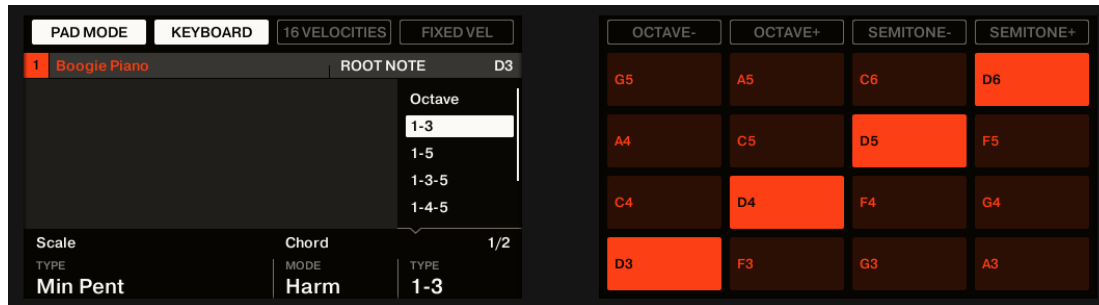 PAD MODE KEYBOARD 16 VELOCITIES FIXED VEL
1 Boogie Piano ROOT NOTE D3
Octave
1-3
1-5
1-3-5
1-4-5
Scale Chord 1/2
TYPE MODE TYPE
Min Pent Harm 1-3
OCTAVE- OCTAVE+ SEMITONE- SEMITONE+
G5 A5 C6 D6
A4 C5 D5 F5
C4 D4 F4 G4
D3 F3 G3 A3